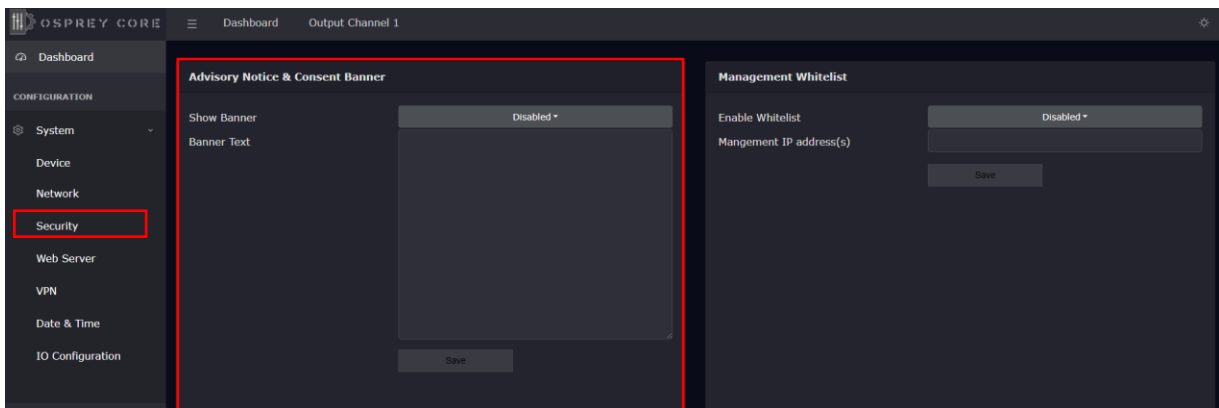 OSPREY CORE
Dashboard
Output Channel 1
Dashboard
CONFIGURATION
System
Device
Network
Security
Web Server
VPN
Date & Time
IO Configuration
Advisory Notice & Consent Banner
Show Banner
Disabled
Banner Text
Save
Management Whitelist
Enable Whitelist
Disabled
Mangement IP address(s)
Save